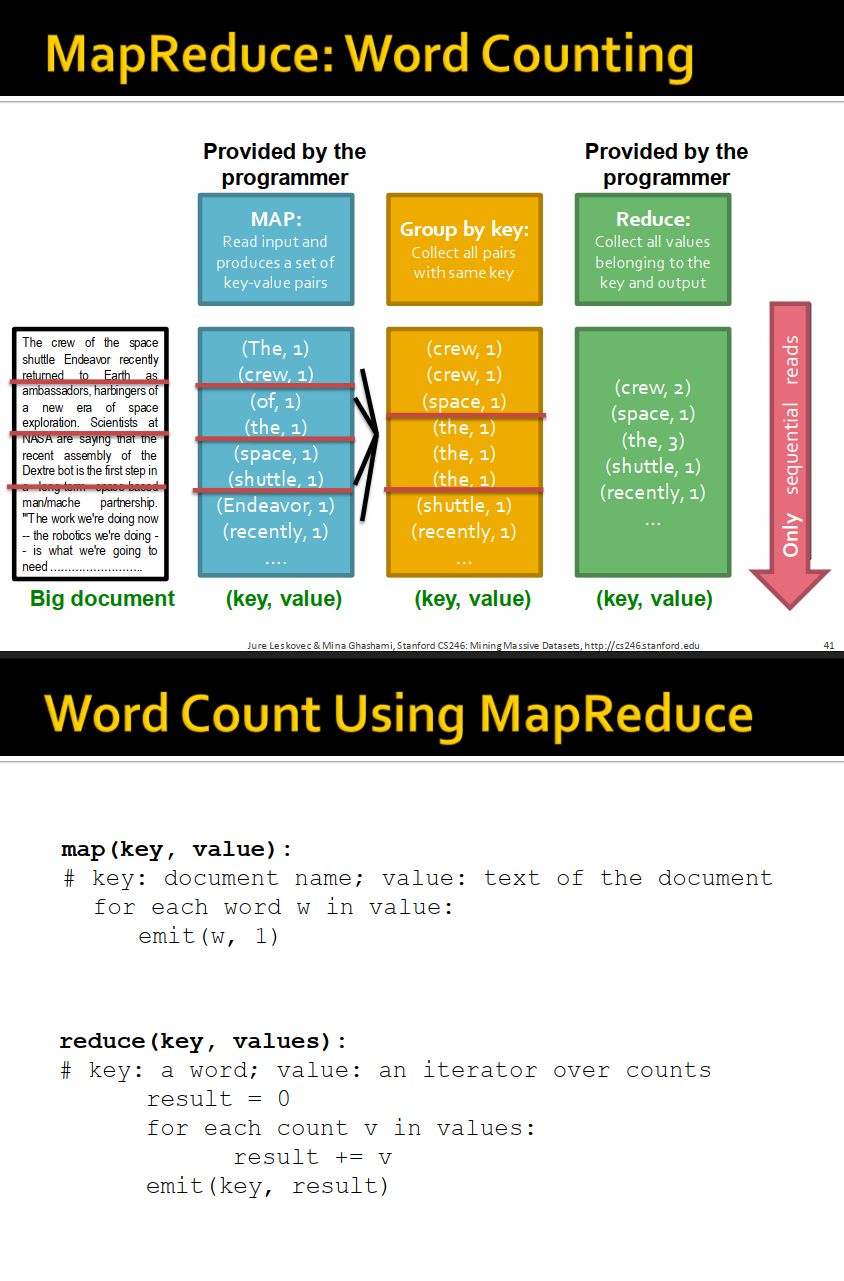 MapReduce: Word Counting
Provided by the
programmer
Provided by the
programmer
MAP:
Read input and
produces a set of
key-value pairs
Group by key:
Collect all pairs
with same key
Reduce:
Collect all values
belonging to the
key and output
The crew of the space
shuttle Endeavor recently
returned to Earth as
ambassadors, harbingers of
a new era of space
exploration. Scientists at
NASA are saying that the
recent assembly of the
Dextre bot is the first step in
a long-term space-based
man/mache partnership.
"The work we're doing now
-- the robotics we're doing -
- is what we're going to
need ...........................
(The, 1)
(crew, 1)
(of, 1)
(the, 1)
(space, 1)
(shuttle, 1)
(Endeavor, 1)
(recently, 1)
....
(crew, 1)
(crew, 1)
(space, 1)
(the, 1)
(the, 1)
(the, 1)
(shuttle, 1)
(recently, 1)
...
(crew, 2)
(space, 1)
(the, 3)
(shuttle, 1)
(recently, 1)
...
Only sequential reads
Big document
(key, value)
(key, value)
(key, value)
Jure Leskovec & Mina Ghashami, Stanford CS246: Mining Massive Datasets, http://cs246.stanford.edu
41
Word Count Using MapReduce
map(key, value):
# key: document name; value: text of the document
for each word w in value:
emit(w, 1)
reduce(key, values):
# key: a word; value: an iterator over counts
result = 0
for each count v in values:
result += v
emit(key, result)